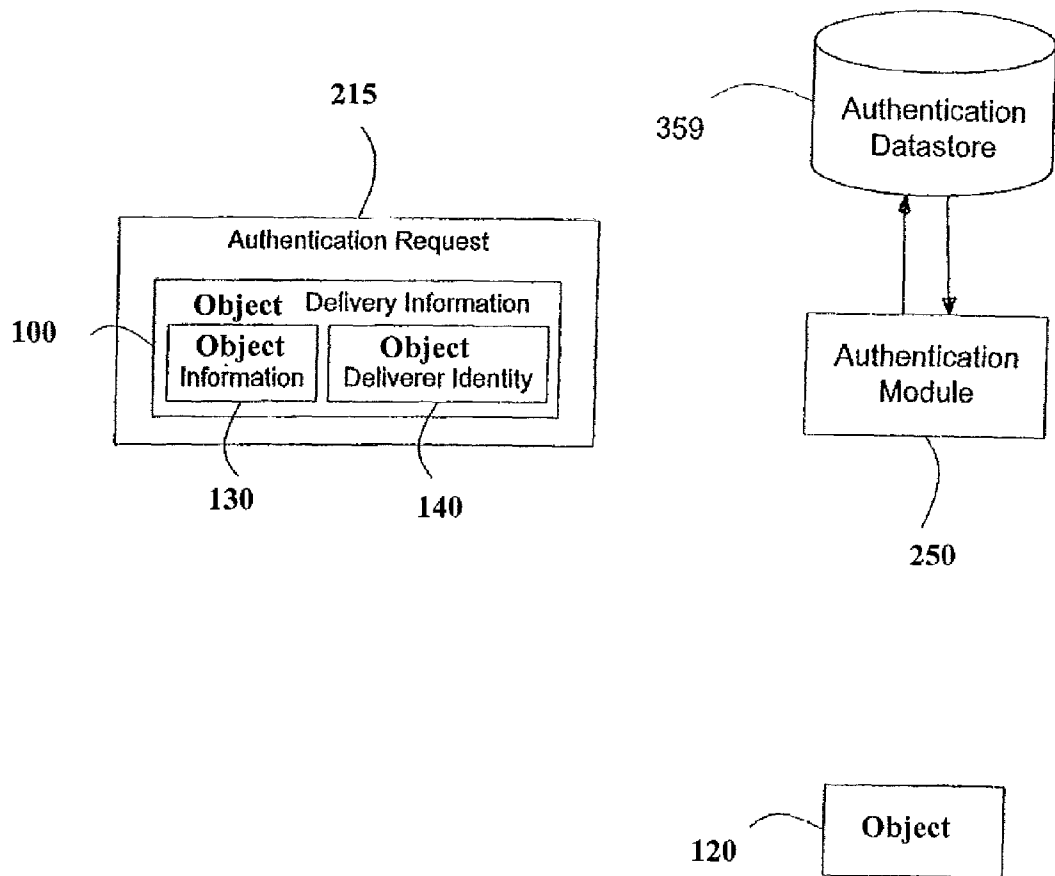 215
Authentication Request
Object Delivery Information
100
Object
Information
Object
Deliverer Identity
130
140
359
Authentication
Datastore
Authentication
Module
250
120
Object